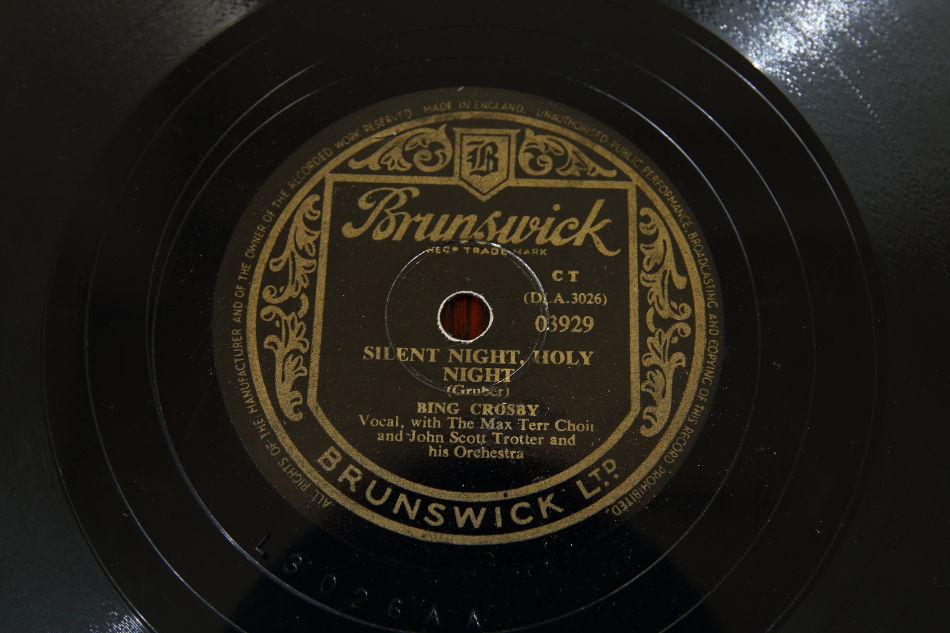 ALL RIGHTS OF THE MANUFACTURER AND OF THE OWNER OF THE RECORDED WORK RESERVED MADE IN ENGLAND UNAUTHORISED PUBLIC PERFORMANCE, BROADCASTING AND COPYING OF THIS RECORD PROHIBITED.
B
Brunswick
REGD TRADE MARK
CT
(DLA.3026)
03929
SILENT NIGHT, HOLY
NIGHT
(Gruber)
BING CROSBY
Vocal, with The Max Terr Choir
and John Scott Trotter and
his Orchestra
BRUNSWICK LTD